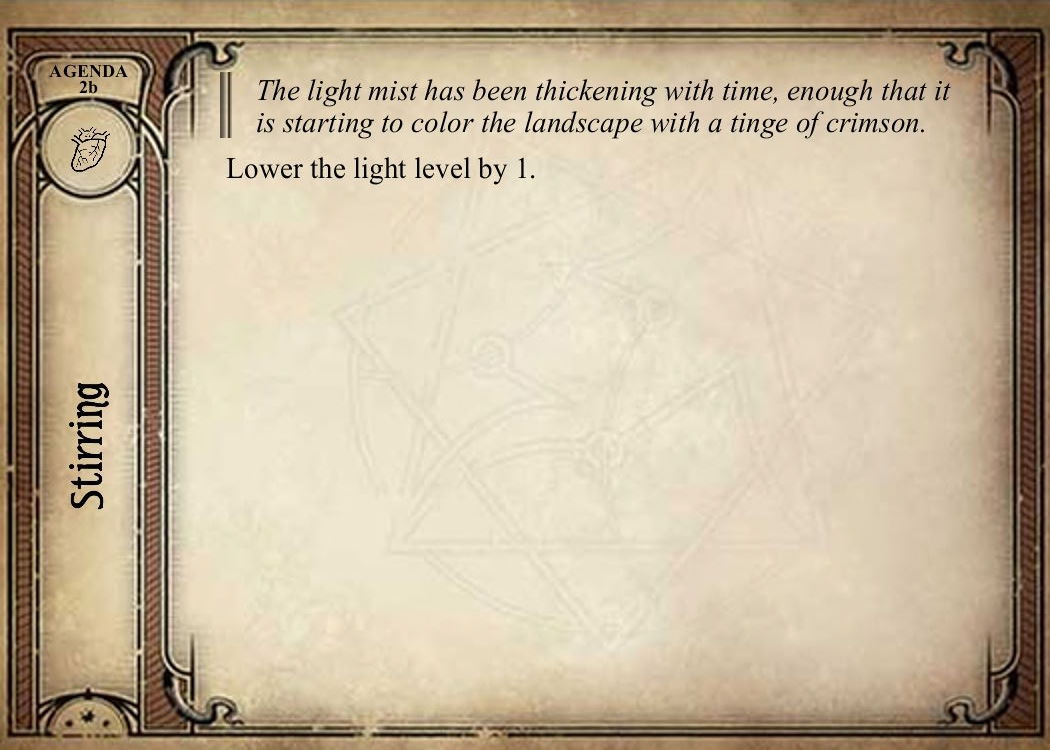 AGENDA
2b
The light mist has been thickening with time, enough that it
is starting to color the landscape with a tinge of crimson.
Lower the light level by 1.
Stirring